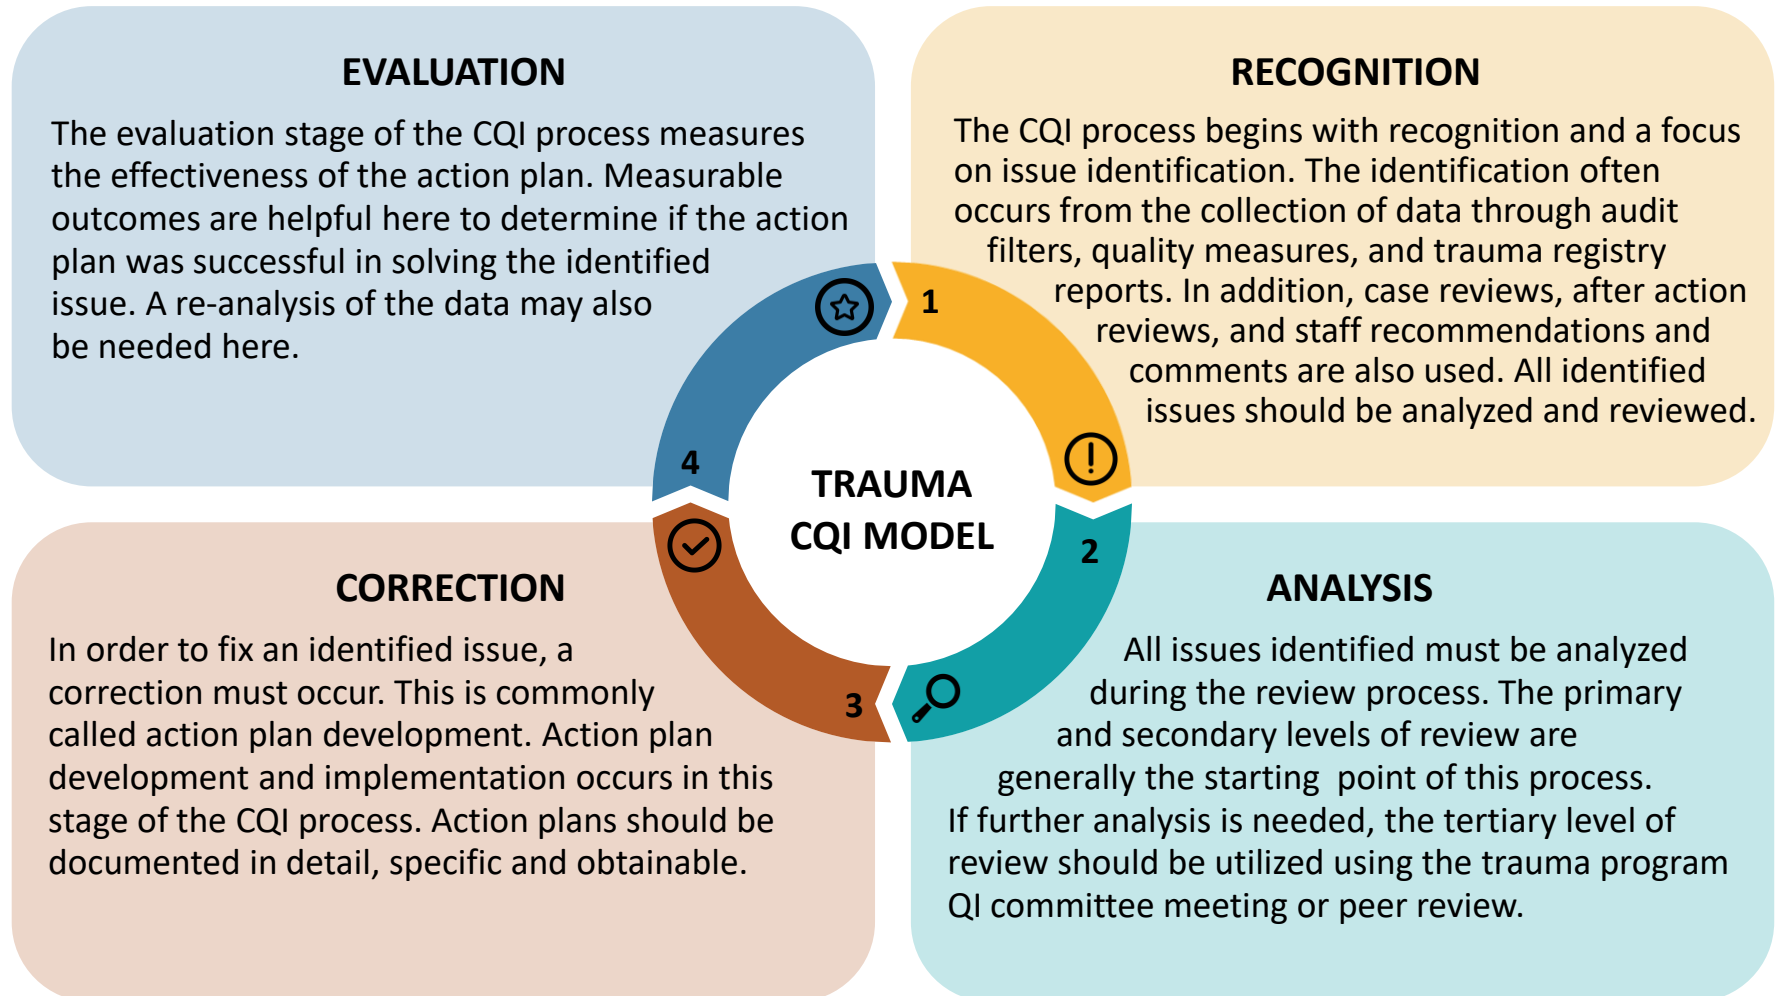 EVALUATION
The evaluation stage of the CQI process measures
the effectiveness of the action plan. Measurable
outcomes are helpful here to determine if the action
plan was successful in solving the identified
issue. A re-analysis of the data may also
be needed here.
RECOGNITION
The CQI process begins with recognition and a focus
on issue identification. The identification often
occurs from the collection of data through audit
filters, quality measures, and trauma registry
reports. In addition, case reviews, after action
reviews, and staff recommendations and
comments are also used. All identified
issues should be analyzed and reviewed.
1
4
TRAUMA
CQI MODEL
2
3
CORRECTION
In order to fix an identified issue, a
correction must occur. This is commonly
called action plan development. Action plan
development and implementation occurs in this
stage of the CQI process. Action plans should be
documented in detail, specific and obtainable.
ANALYSIS
All issues identified must be analyzed
during the review process. The primary
and secondary levels of review are
generally the starting  point of this process.
If further analysis is needed, the tertiary level of
review should be utilized using the trauma program
QI committee meeting or peer review.